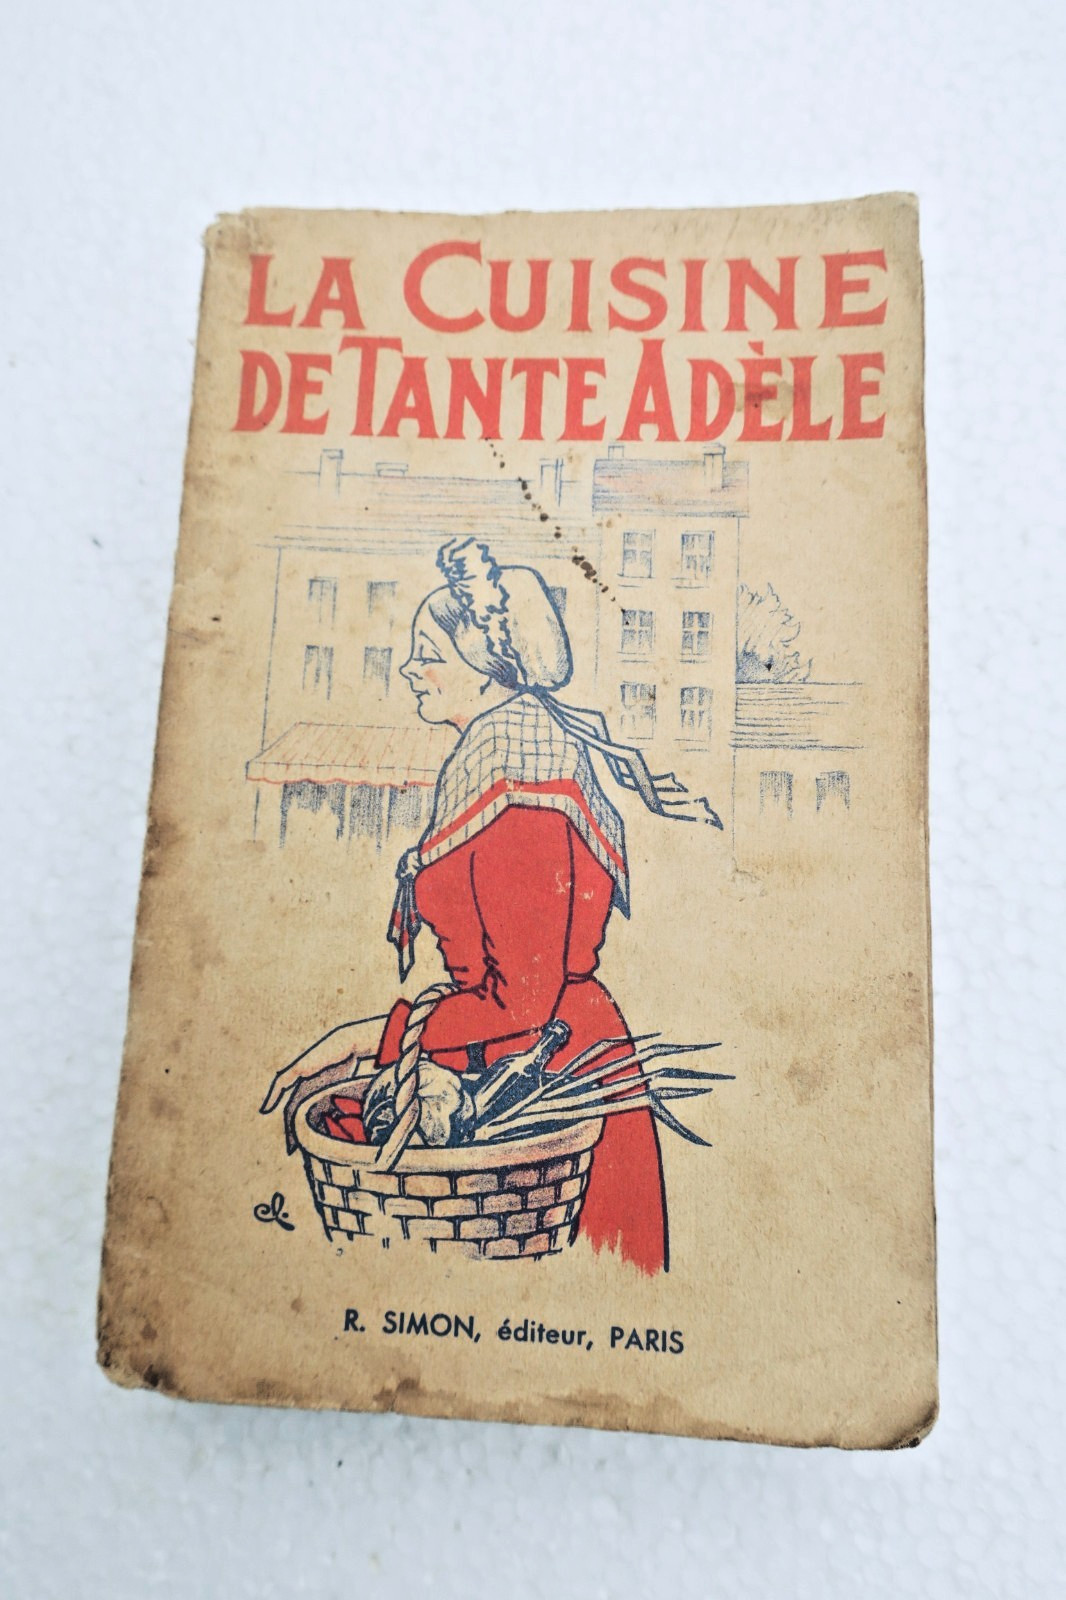 LA CUISINE
DE TANTE ADÈLE
R. SIMON, éditeur, PARIS